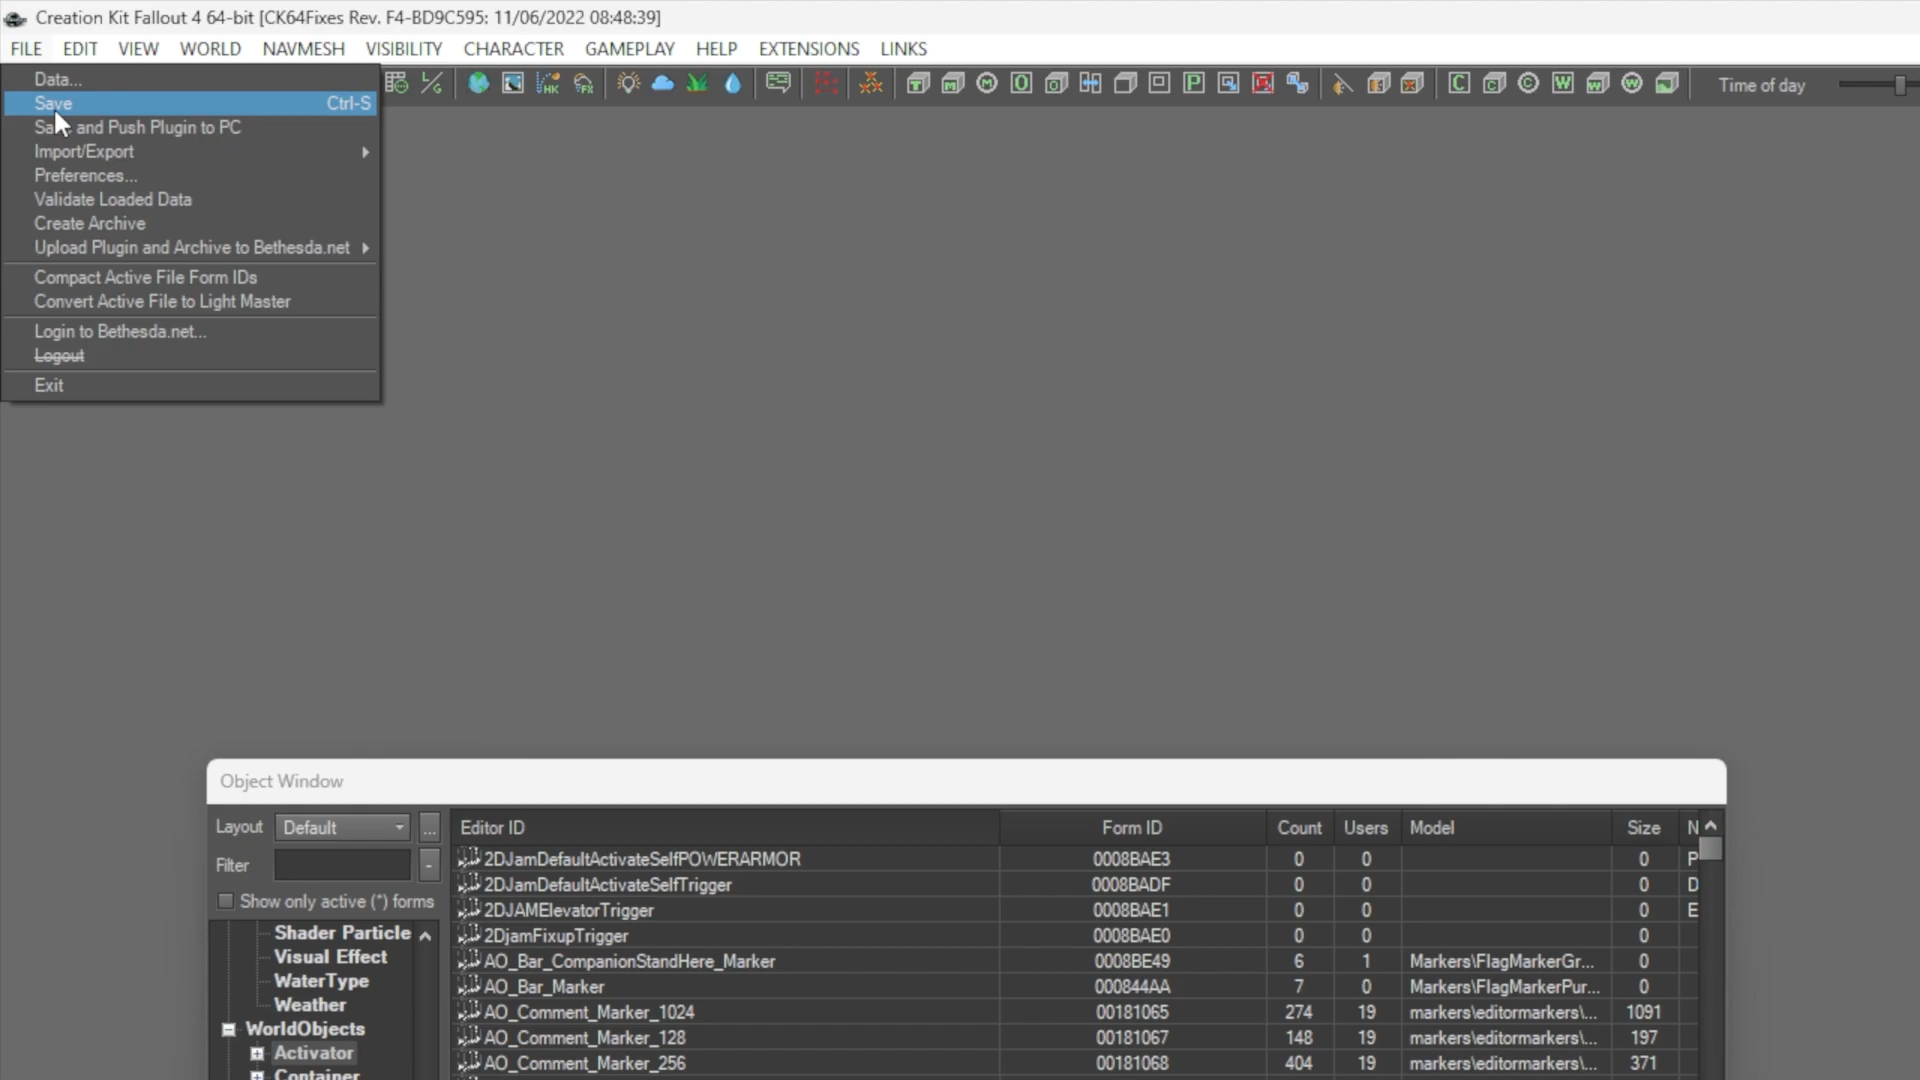 Creation Kit Fallout 4 64-bit [CK64Fixes Rev. F4-BD9C595: 11/06/2022 08:48:39]
FILE EDIT VIEW WORLD NAVMESH VISIBILITY CHARACTER GAMEPLAY HELP EXTENSIONS LINKS
Time of day
Data...
Save Ctrl-S
and Push Plugin to PC
Import/Export
Preferences...
Validate Loaded Data
Create Archive
Upload Plugin and Archive to Bethesda.net
Compact Active File Form IDs
Convert Active File to Light Master
Login to Bethesda.net...
Logout
Exit
Object Window
Layout Default ...
Filter -
Show only active (*) forms
Shader Particle
Visual Effect
WaterType
Weather
WorldObjects
Activator
Container
Editor ID Form ID Count Users Model Size N
2DJamDefaultActivateSelfPOWERARMOR 0008BAE3 0 0 0 P
2DJamDefaultActivateSelfTrigger 0008BADF 0 0 0 D
2DJAMElevatorTrigger 0008BAE1 0 0 0 E
2DjamFixupTrigger 0008BAE0 0 0 0
AO_Bar_CompanionStandHere_Marker 0008BE49 6 1 Markers\FlagMarkerGr... 0
AO_Bar_Marker 000844AA 7 0 Markers\FlagMarkerPur... 0
AO_Comment_Marker_1024 00181065 274 19 markers\editormarkers\... 1091
AO_Comment_Marker_128 00181067 148 19 markers\editormarkers\... 197
AO_Comment_Marker_256 00181068 404 19 markers\editormarkers\... 371